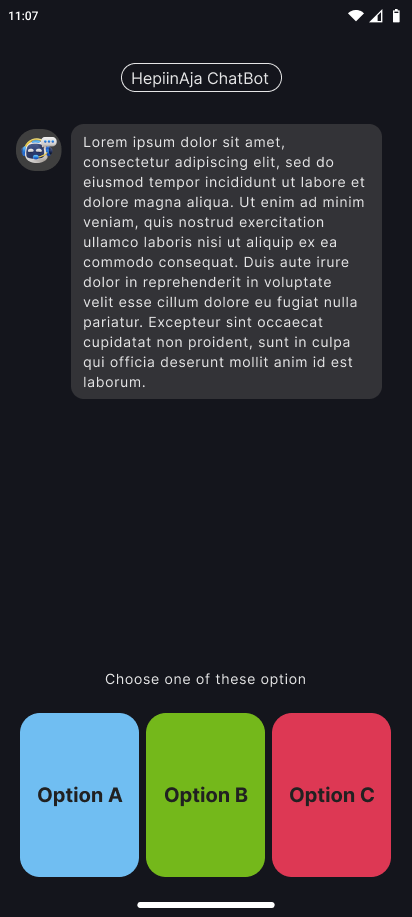 11:07
HepiinAja ChatBot
Lorem ipsum dolor sit amet,
consectetur adipiscing elit, sed do
eiusmod tempor incididunt ut labore et
dolore magna aliqua. Ut enim ad minim
veniam, quis nostrud exercitation
ullamco laboris nisi ut aliquip ex ea
commodo consequat. Duis aute irure
dolor in reprehenderit in voluptate
velit esse cillum dolore eu fugiat nulla
pariatur. Excepteur sint occaecat
cupidatat non proident, sunt in culpa
qui officia deserunt mollit anim id est
laborum.
Choose one of these option
Option A Option B Option C